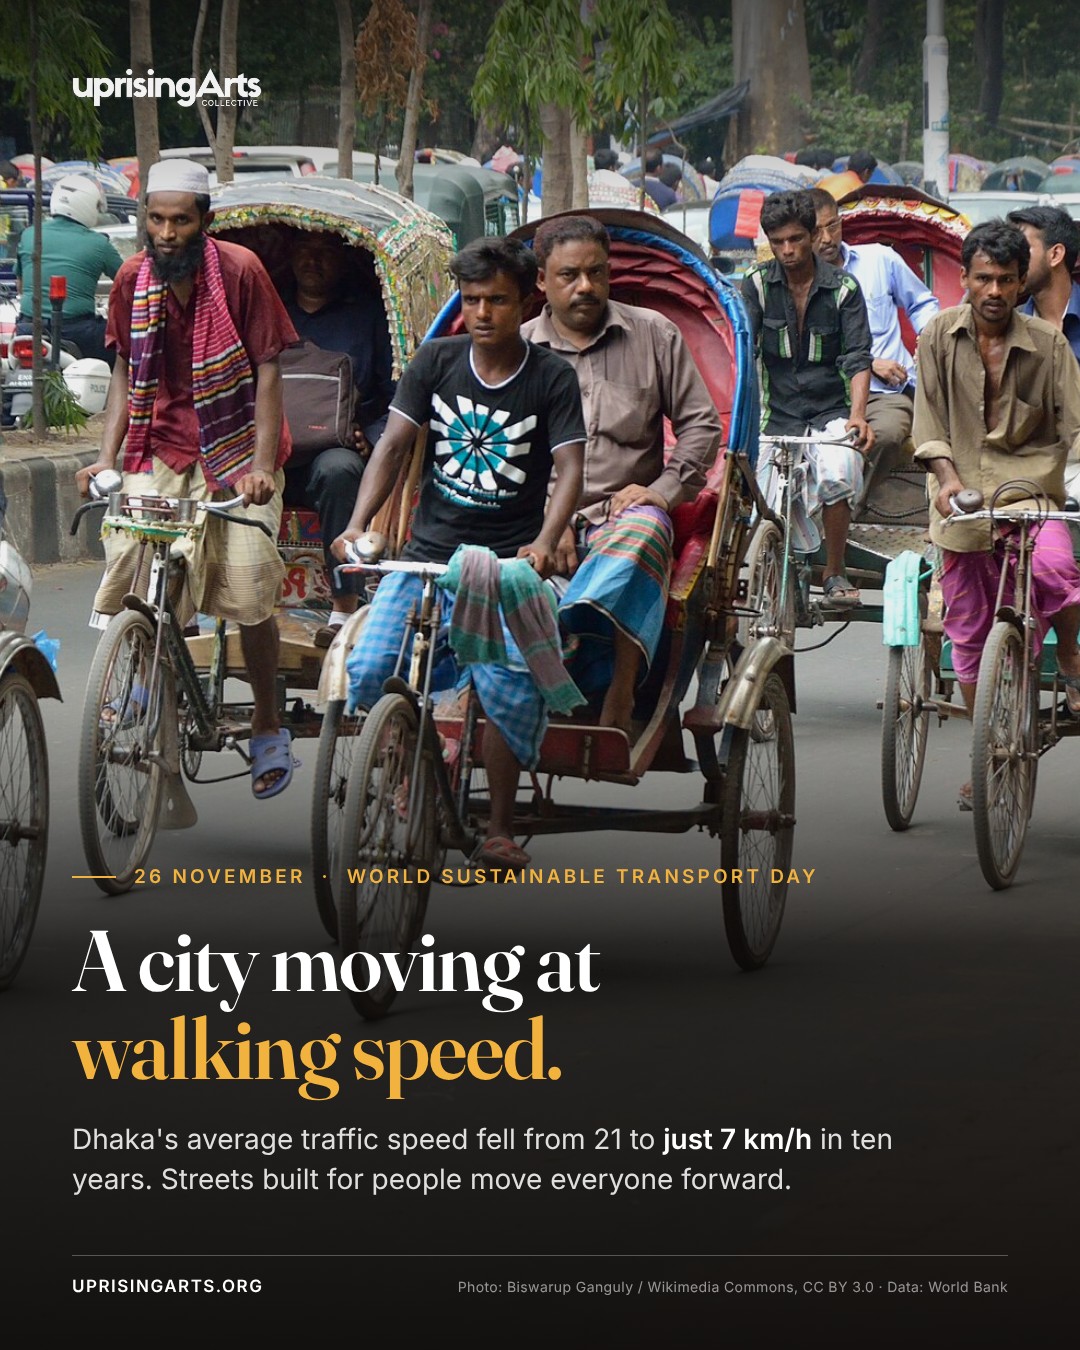 uprisingArts
COLLECTIVE
POLICE
26 NOVEMBER · WORLD SUSTAINABLE TRANSPORT DAY
A city moving at
walking speed.
Dhaka's average traffic speed fell from 21 to just 7 km/h in ten
years. Streets built for people move everyone forward.
UPRISINGARTS.ORG
Photo: Biswarup Ganguly / Wikimedia Commons, CC BY 3.0 · Data: World Bank